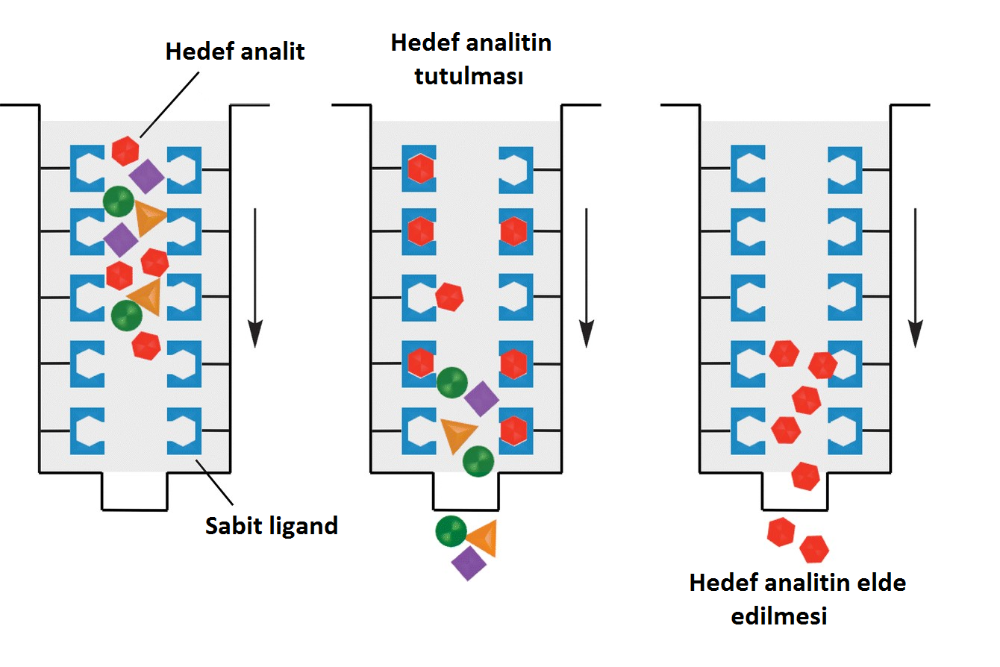 Hedef analit
Hedef analitin
tutulması
Sabit ligand
Hedef analitin elde
edilmesi